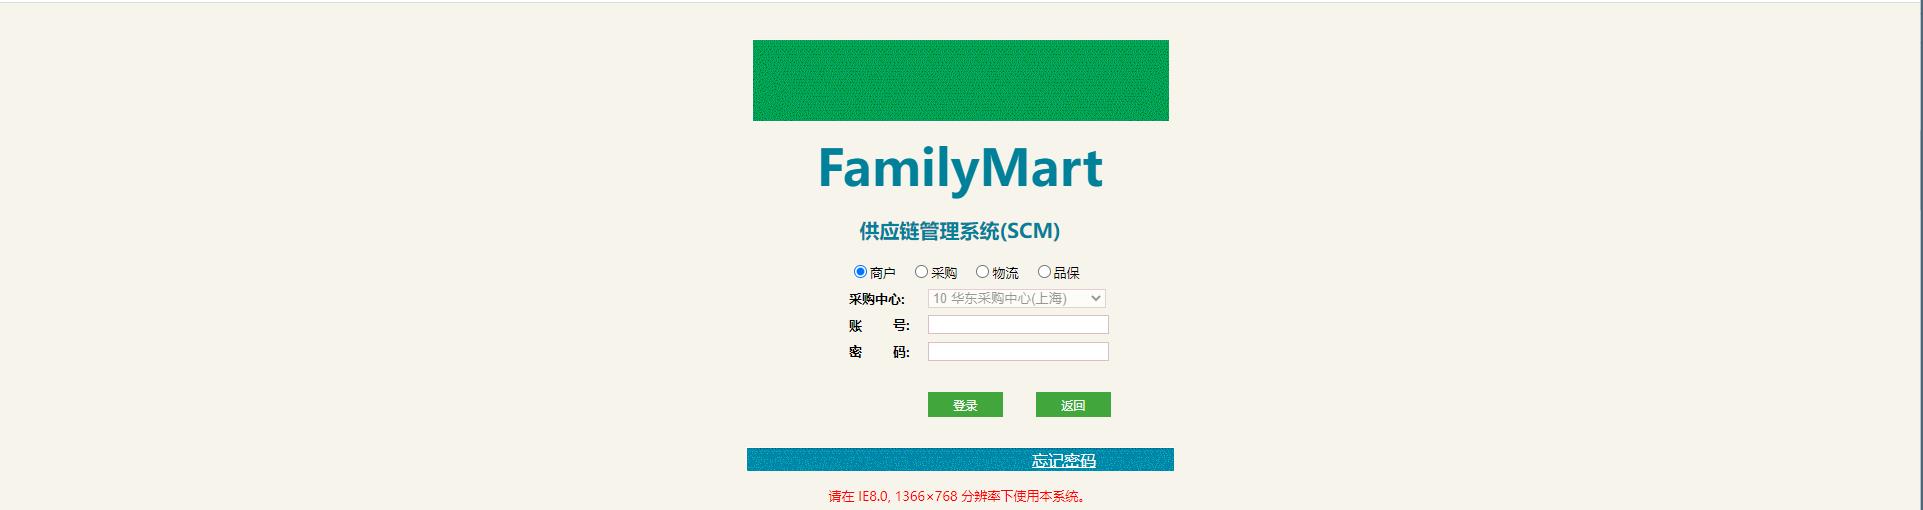 FamilyMart
供应链管理系统(SCM)
商户 采购 物流 品保
采购中心: 10 华东采购中心(上海)
账 号:
密 码:
登录 返回
忘记密码
请在 IE8.0, 1366×768 分辨率下使用本系统。